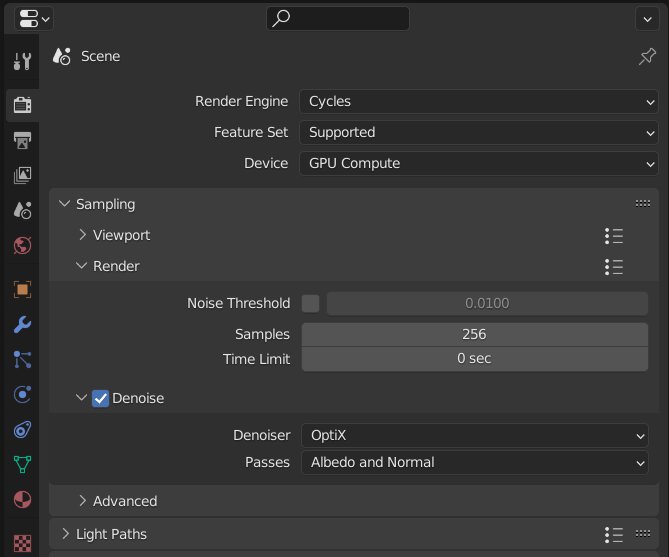 Scene
Render Engine Cycles
Feature Set Supported
Device GPU Compute
Sampling
Viewport
Render
Noise Threshold 0.0100
Samples 256
Time Limit 0 sec
Denoise
Denoiser OptiX
Passes Albedo and Normal
Advanced
Light Paths